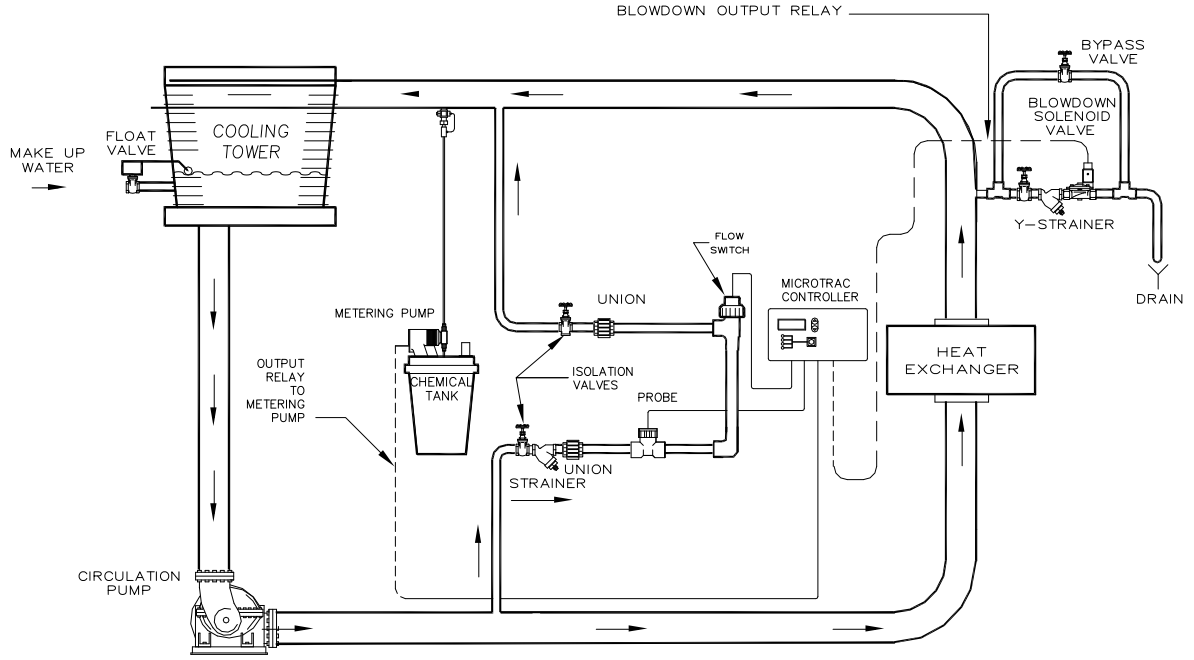 BLOWDOWN OUTPUT RELAY
BYPASS
VALVE
BLOWDOWN
SOLENOID
VALVE
FLOAT
VALVE
COOLING
TOWER
MAKE UP
WATER
Y-STRAINER
DRAIN
FLOW
SWITCH
MICROTRAC
CONTROLLER
UNION
METERING PUMP
HEAT
EXCHANGER
OUTPUT
RELAY
TO
METERING
PUMP
CHEMICAL
TANK
ISOLATION
VALVES
PROBE
UNION
STRAINER
CIRCULATION
PUMP